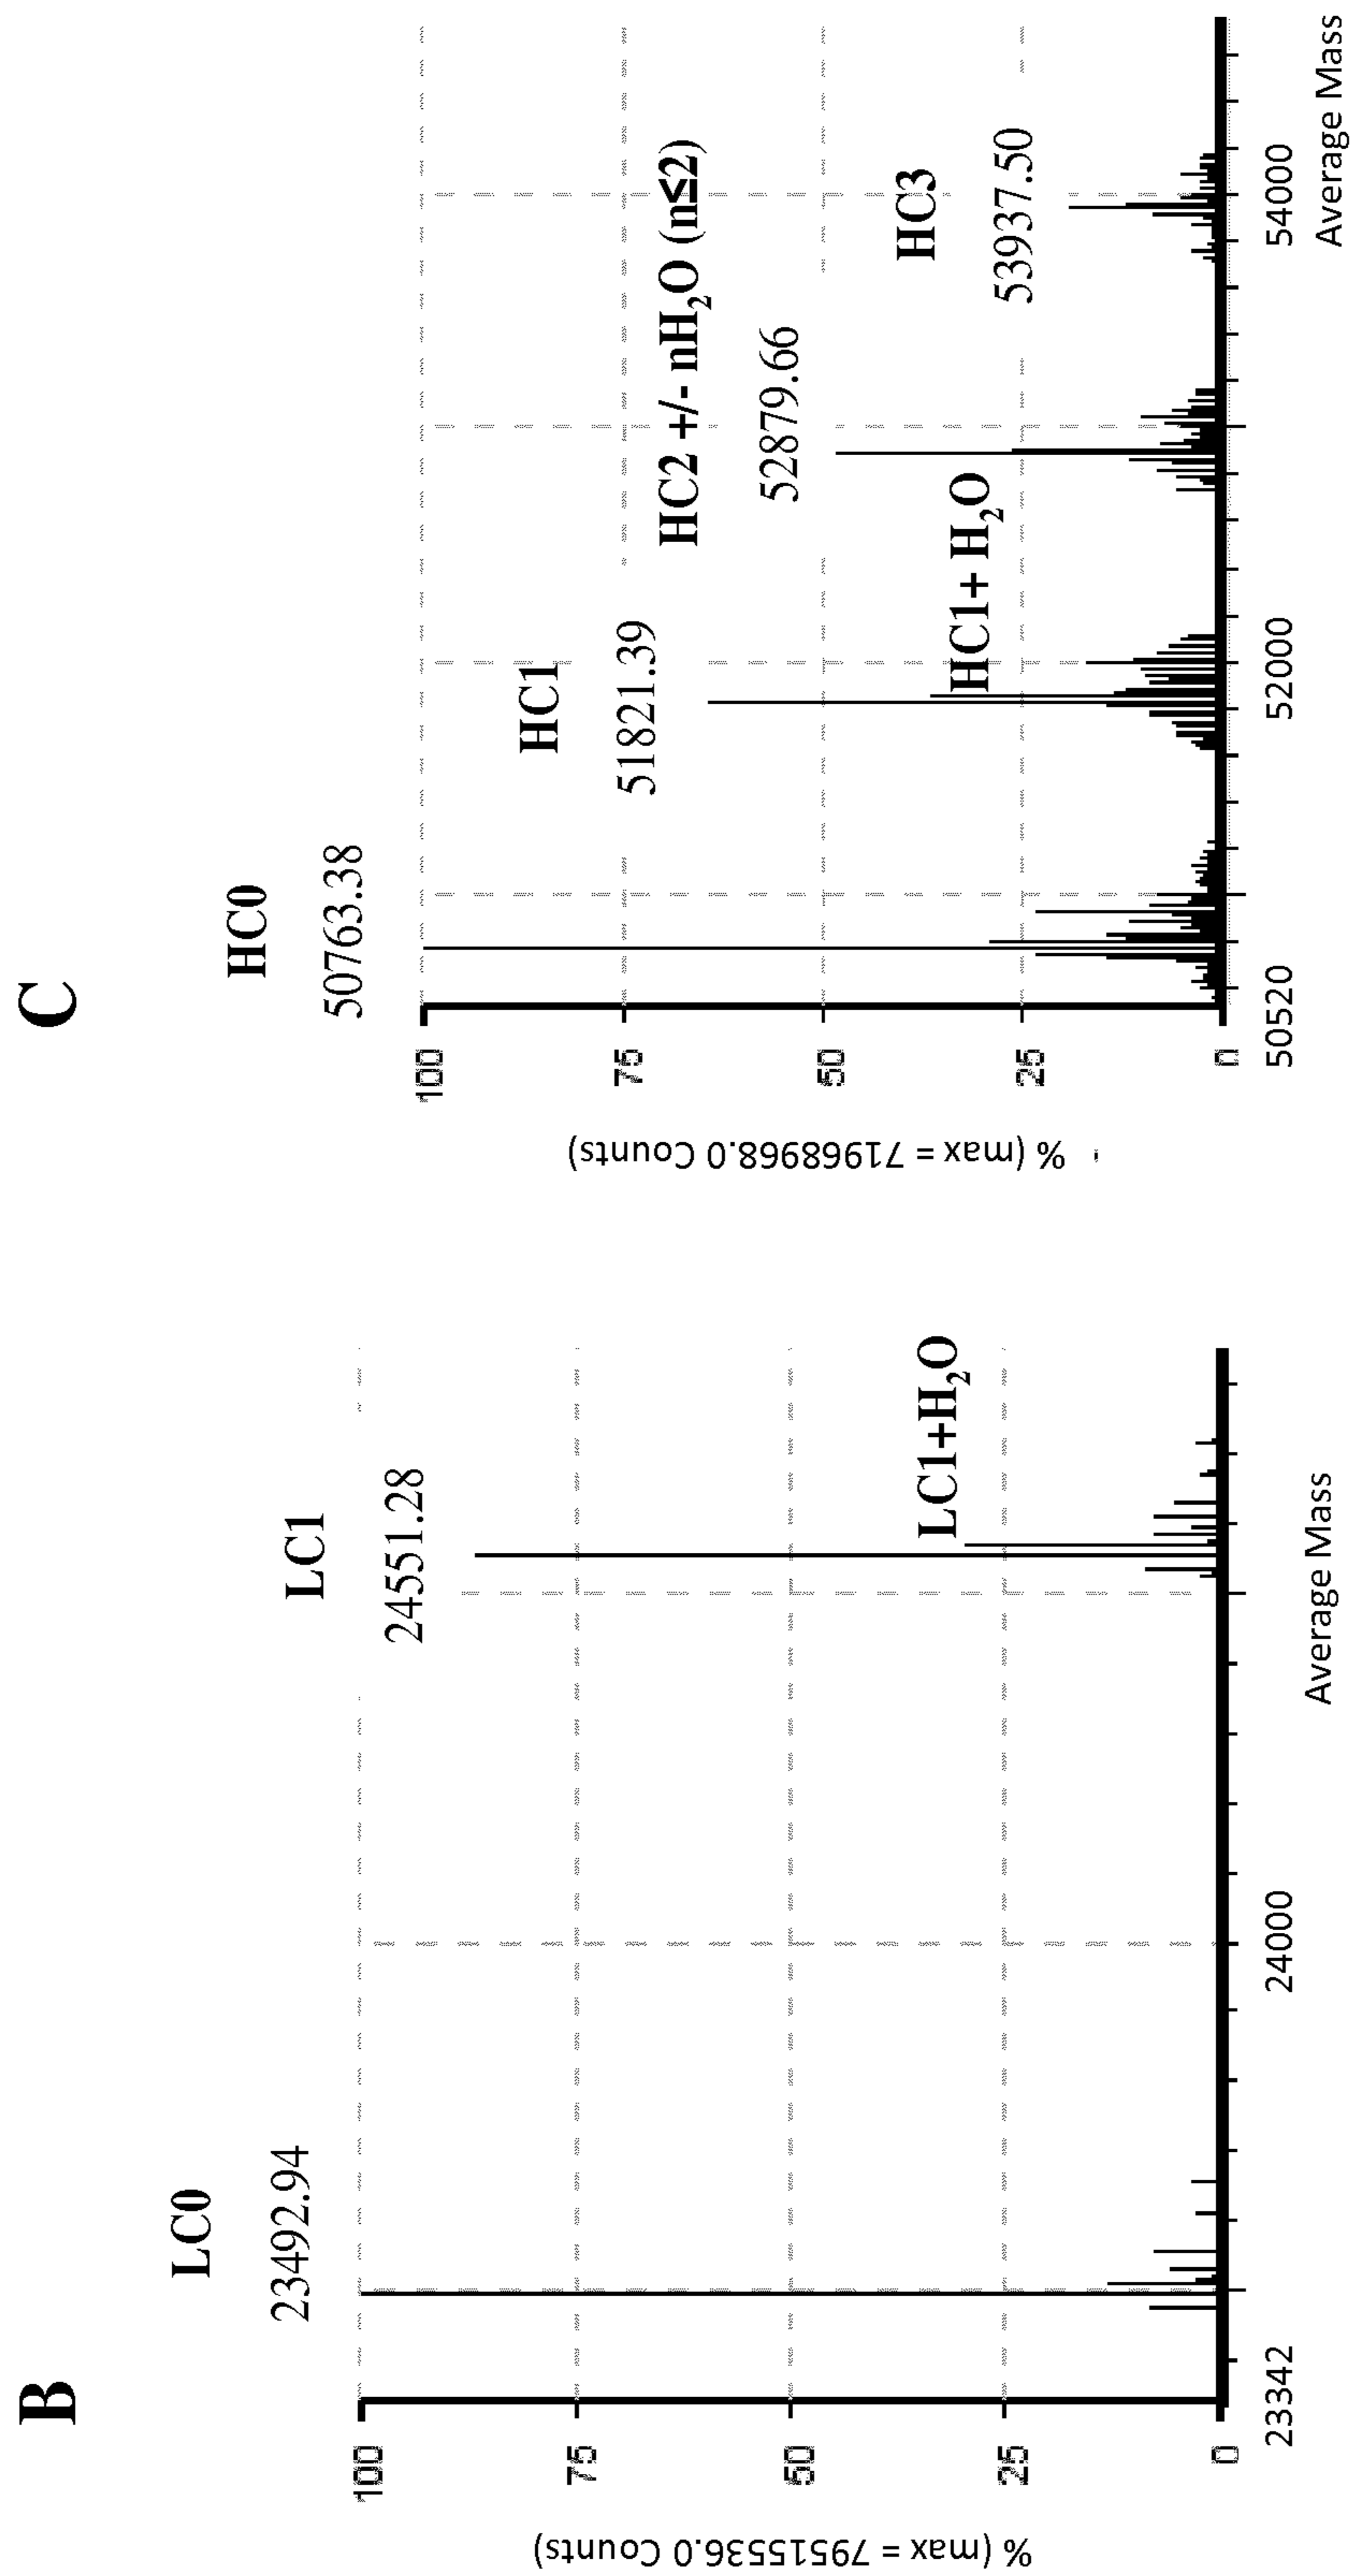 B
LC0
23492.94
LC1
24551.28
LC1+H₂O
100
75
50
25
0
% (max = 79515536.0 Counts)
23342
24000
Average Mass
C
HC0
50763.38
HC1
51821.39
HC1+ H₂O
HC2 +/- nH₂O (n≤2)
52879.66
HC3
53937.50
100
75
50
25
0
% (max = 71968968.0 Counts)
50520
52000
54000
Average Mass